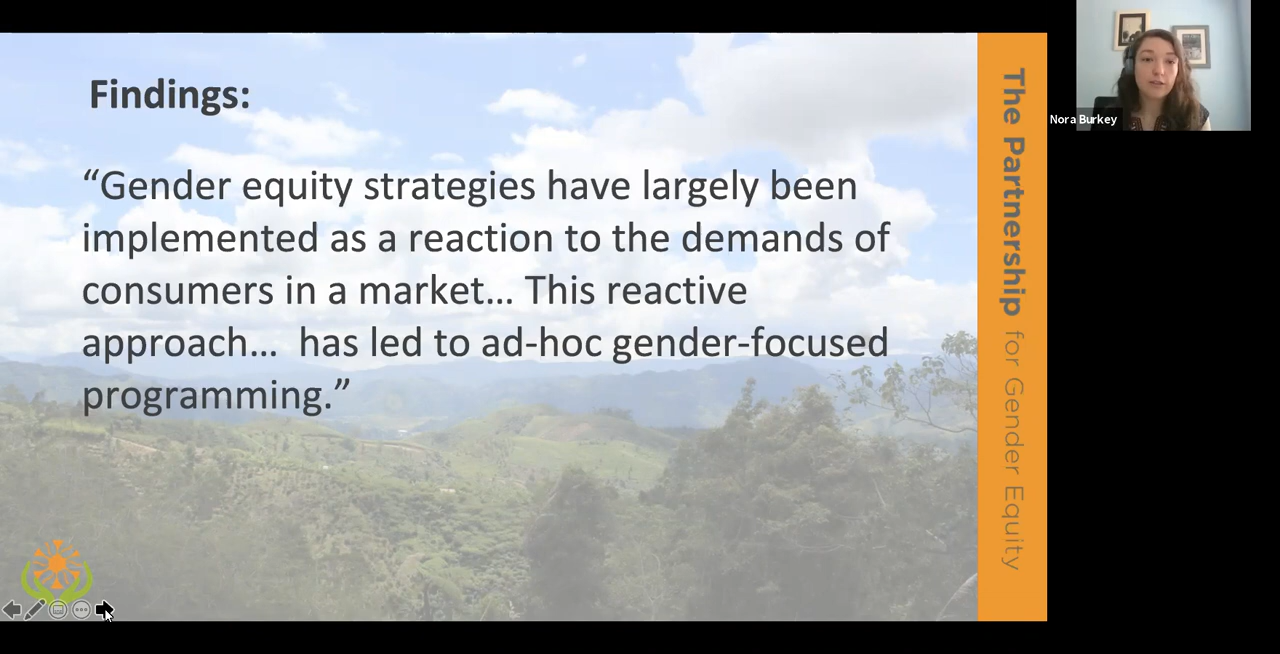 Findings:
“Gender equity strategies have largely been
implemented as a reaction to the demands of
consumers in a market… This reactive
approach…  has led to ad-hoc gender-focused
programming.”
The Partnership for Gender Equity
Nora Burkey